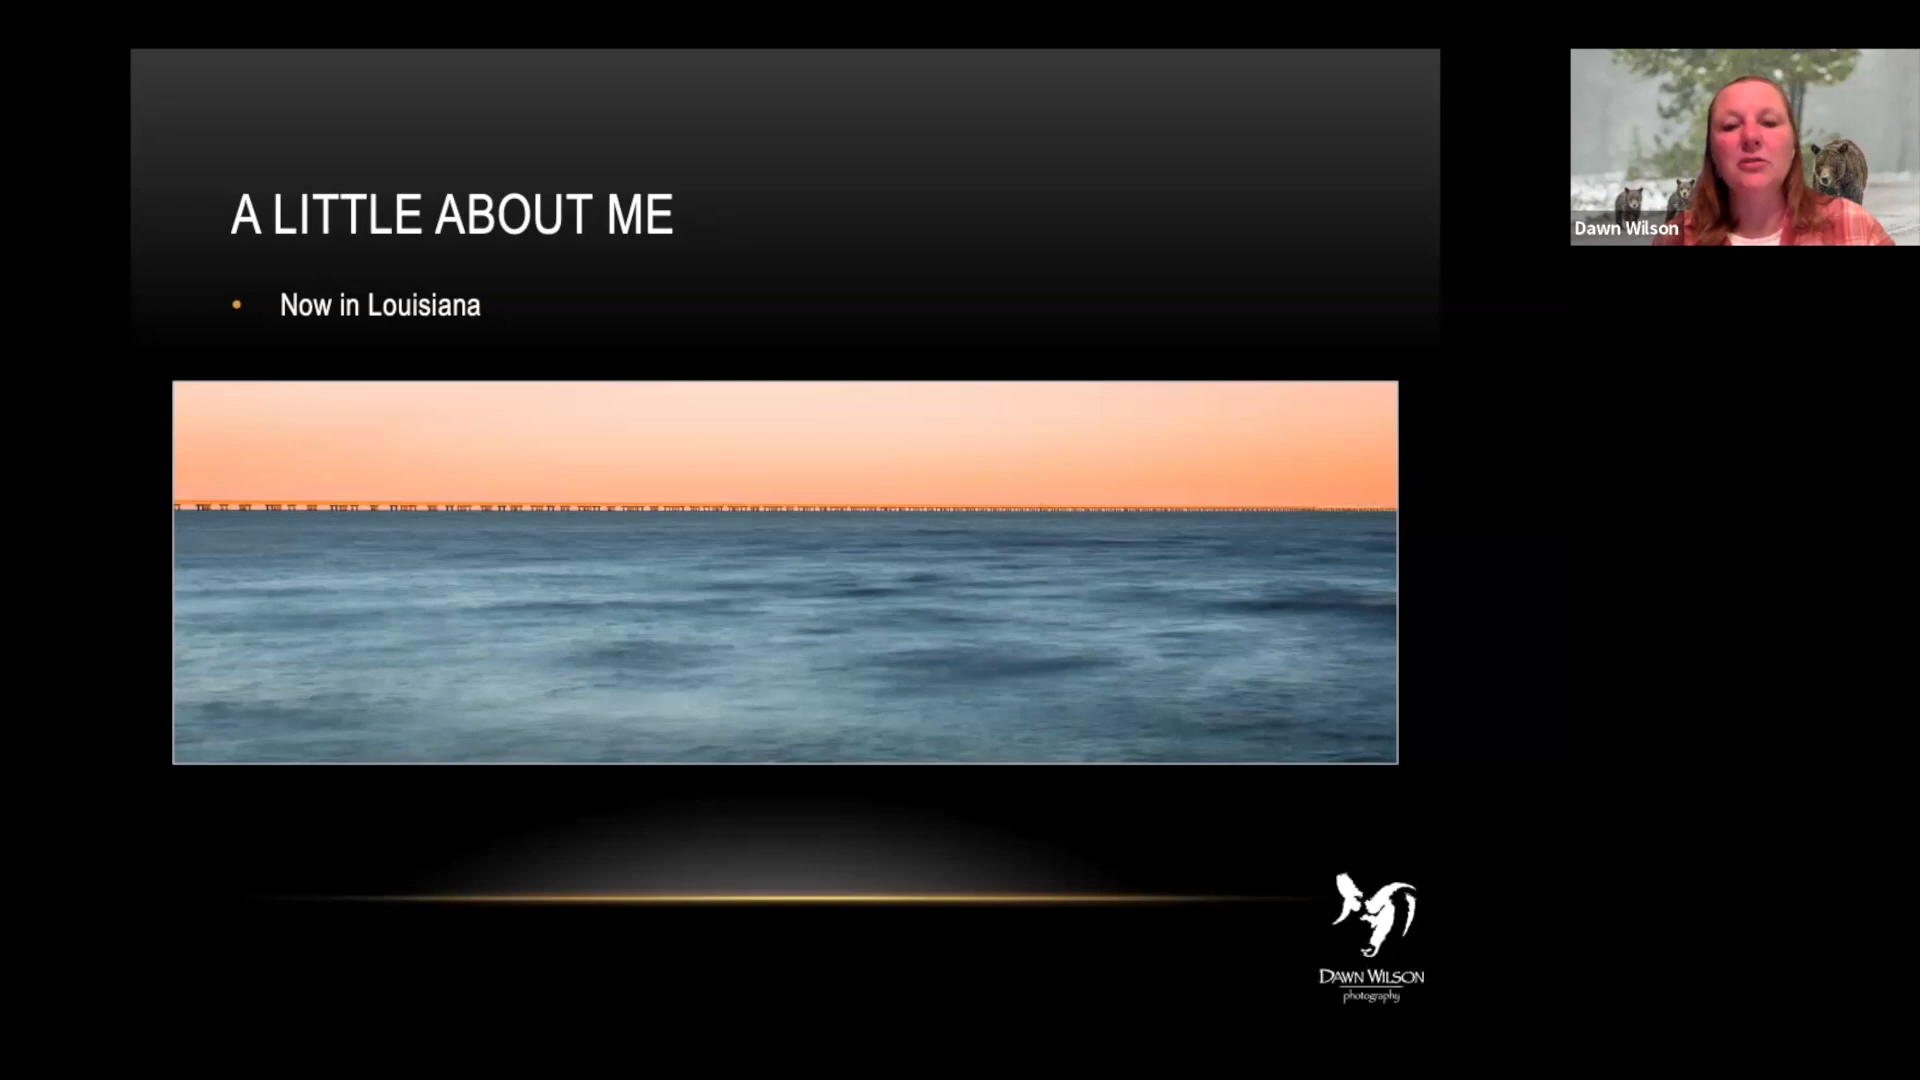 A LITTLE ABOUT ME
• Now in Louisiana
Dawn Wilson
DAWN WILSON
photography